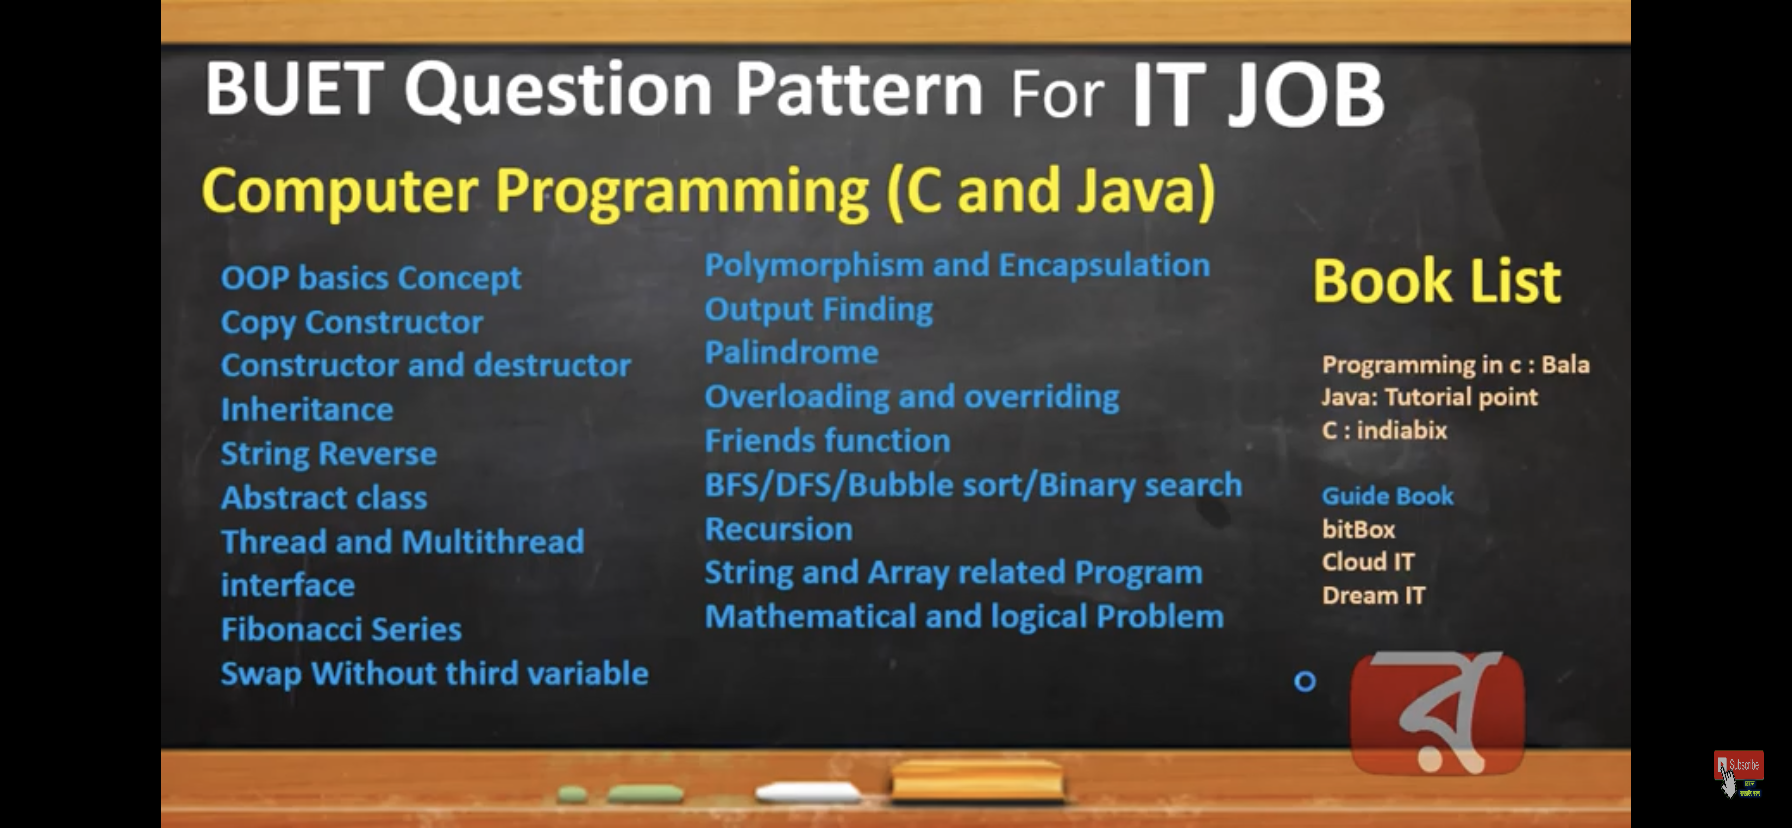 BUET Question Pattern For IT JOB
Computer Programming (C and Java)
OOP basics Concept
Copy Constructor
Constructor and destructor
Inheritance
String Reverse
Abstract class
Thread and Multithread
interface
Fibonacci Series
Swap Without third variable
Polymorphism and Encapsulation
Output Finding
Palindrome
Overloading and overriding
Friends function
BFS/DFS/Bubble sort/Binary search
Recursion
String and Array related Program
Mathematical and logical Problem
Book List
Programming in c : Bala
Java: Tutorial point
C : indiabix
Guide Book
bitBox
Cloud IT
Dream IT
র
Subscribe